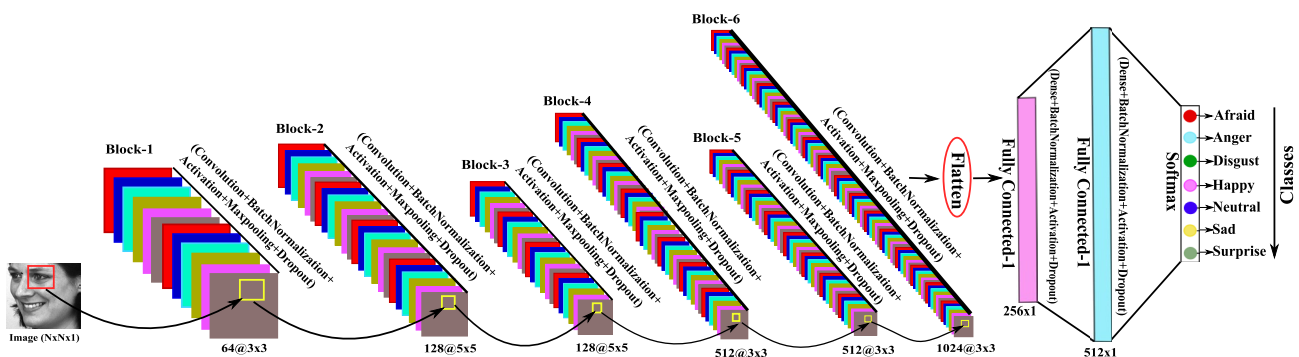 Block-1
(Convolution+BatchNormalization+
Activation+Maxpooling+Dropout)
Block-2
(Convolution+BatchNormalization+
Activation+Maxpooling+Dropout)
Block-3
(Convolution+BatchNormalization+
Activation+Maxpooling+Dropout)
Block-4
(Convolution+BatchNormalization+
Activation+Maxpooling+Dropout)
Block-5
(Convolution+BatchNormalization+
Activation+Maxpooling+Dropout)
Block-6
(Convolution+BatchNormalization+
Activation+Maxpooling+Dropout)
Image (NxNx1)
64@3x3
128@5x5
128@5x5
512@3x3
512@3x3
1024@3x3
Flatten
Fully Connected-1
(Dense+BatchNormalization+Activation+Dropout)
256x1
Fully Connected-1
(Dense+BatchNormalization+Activation+Dropout)
512x1
Softmax
Afraid
Anger
Disgust
Happy
Neutral
Sad
Surprise
Classes